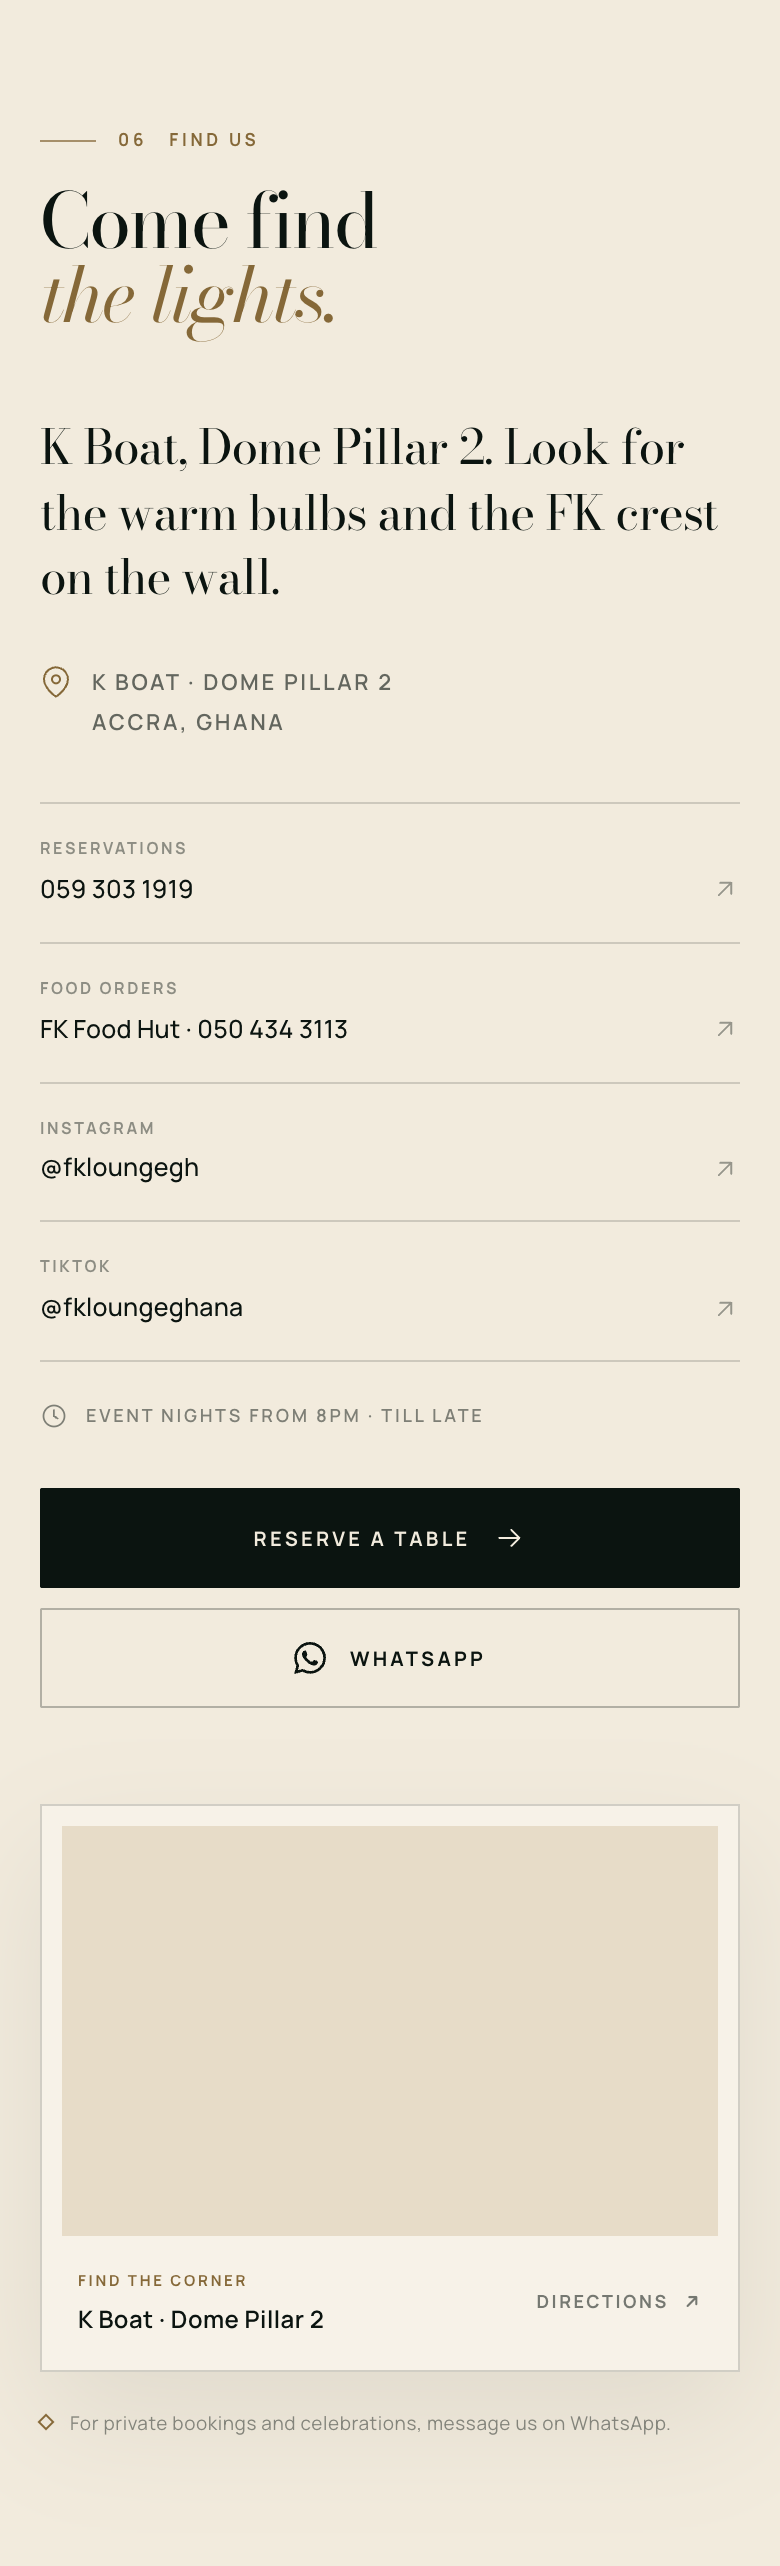 06 FIND US
Come find
the lights.
K Boat, Dome Pillar 2. Look for
the warm bulbs and the FK crest
on the wall.
K BOAT · DOME PILLAR 2
ACCRA, GHANA
RESERVATIONS
059 303 1919
FOOD ORDERS
FK Food Hut · 050 434 3113
INSTAGRAM
@fkloungegh
TIKTOK
@fkloungeghana
EVENT NIGHTS FROM 8PM · TILL LATE
RESERVE A TABLE
WHATSAPP
FIND THE CORNER
K Boat · Dome Pillar 2
DIRECTIONS
For private bookings and celebrations, message us on WhatsApp.